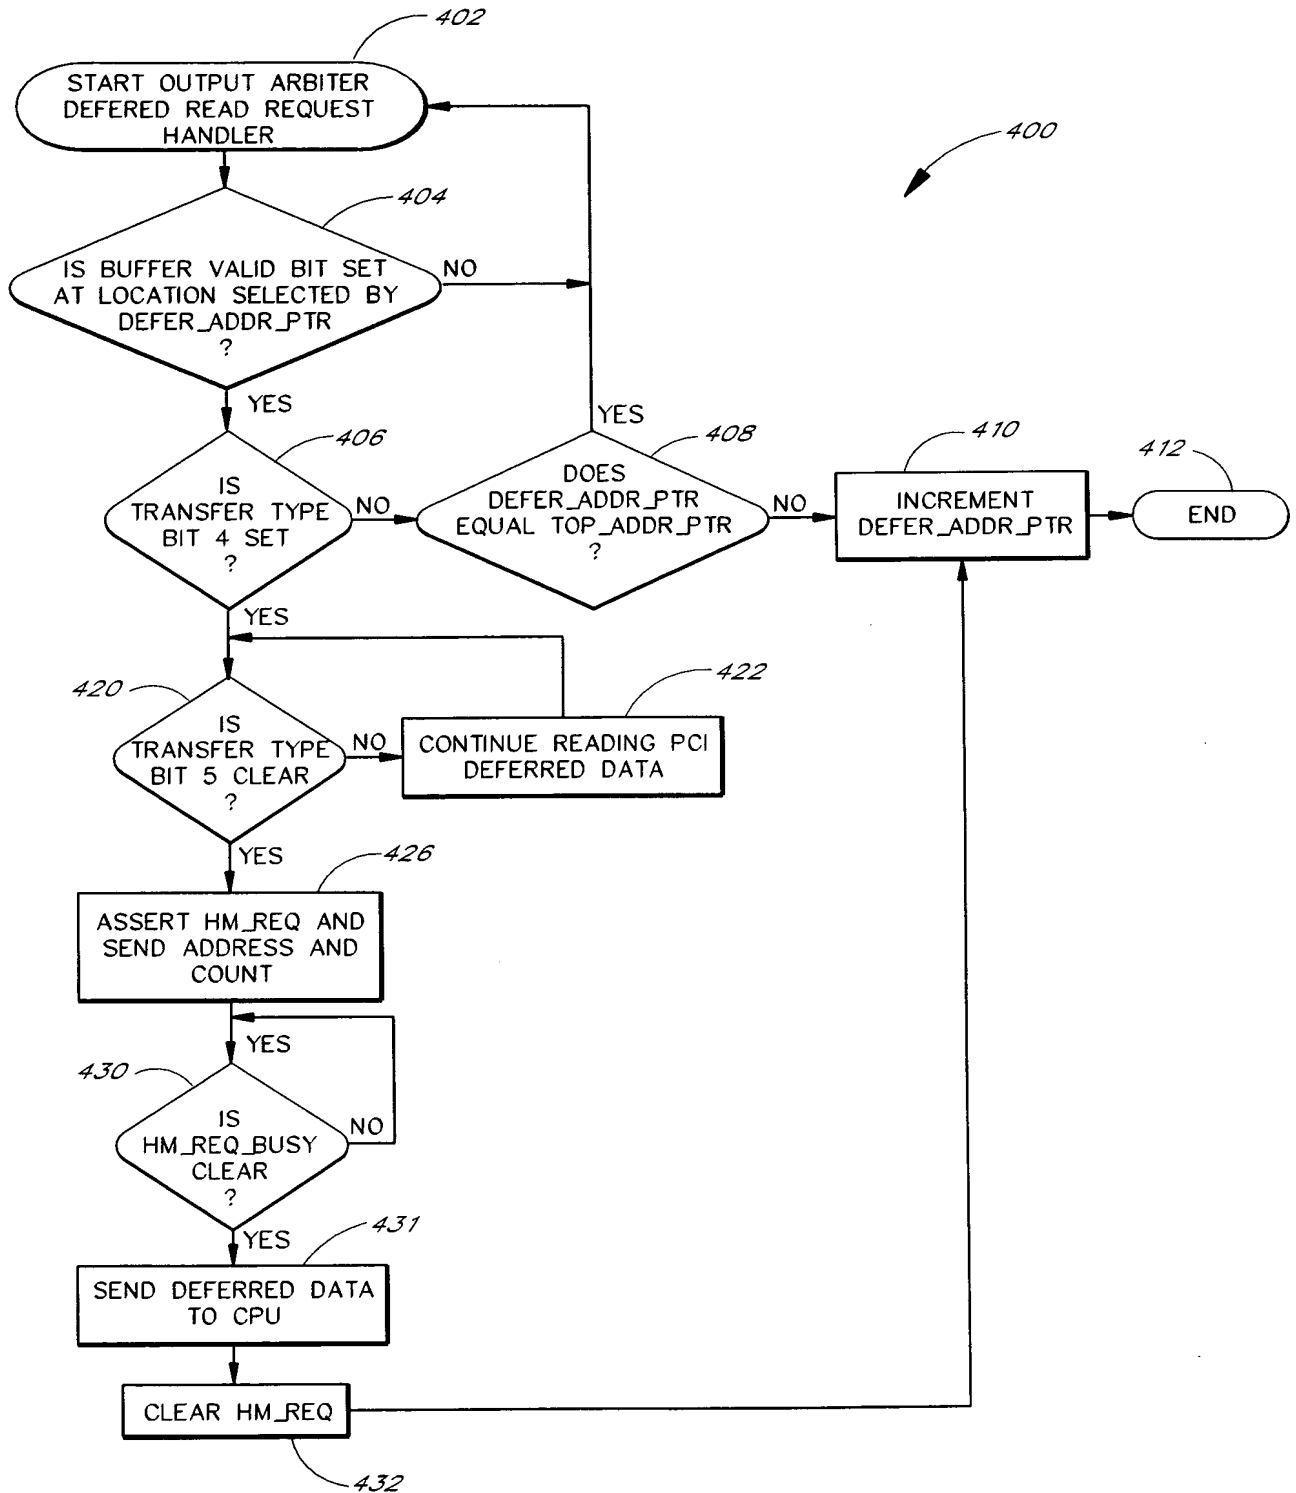 402
START OUTPUT ARBITER
DEFERED READ REQUEST
HANDLER
400
404
IS BUFFER VALID BIT SET
AT LOCATION SELECTED BY
DEFER_ADDR_PTR
?
NO
YES
406
IS
TRANSFER TYPE
BIT 4 SET
?
NO
YES
YES
408
DOES
DEFER_ADDR_PTR
EQUAL TOP_ADDR_PTR
?
NO
410
INCREMENT
DEFER_ADDR_PTR
412
END
420
IS
TRANSFER TYPE
BIT 5 CLEAR
?
NO
YES
422
CONTINUE READING PCI
DEFERRED DATA
426
ASSERT HM_REQ AND
SEND ADDRESS AND
COUNT
YES
430
IS
HM_REQ_BUSY
CLEAR
?
NO
YES
431
SEND DEFERRED DATA
TO CPU
CLEAR HM_REQ
432